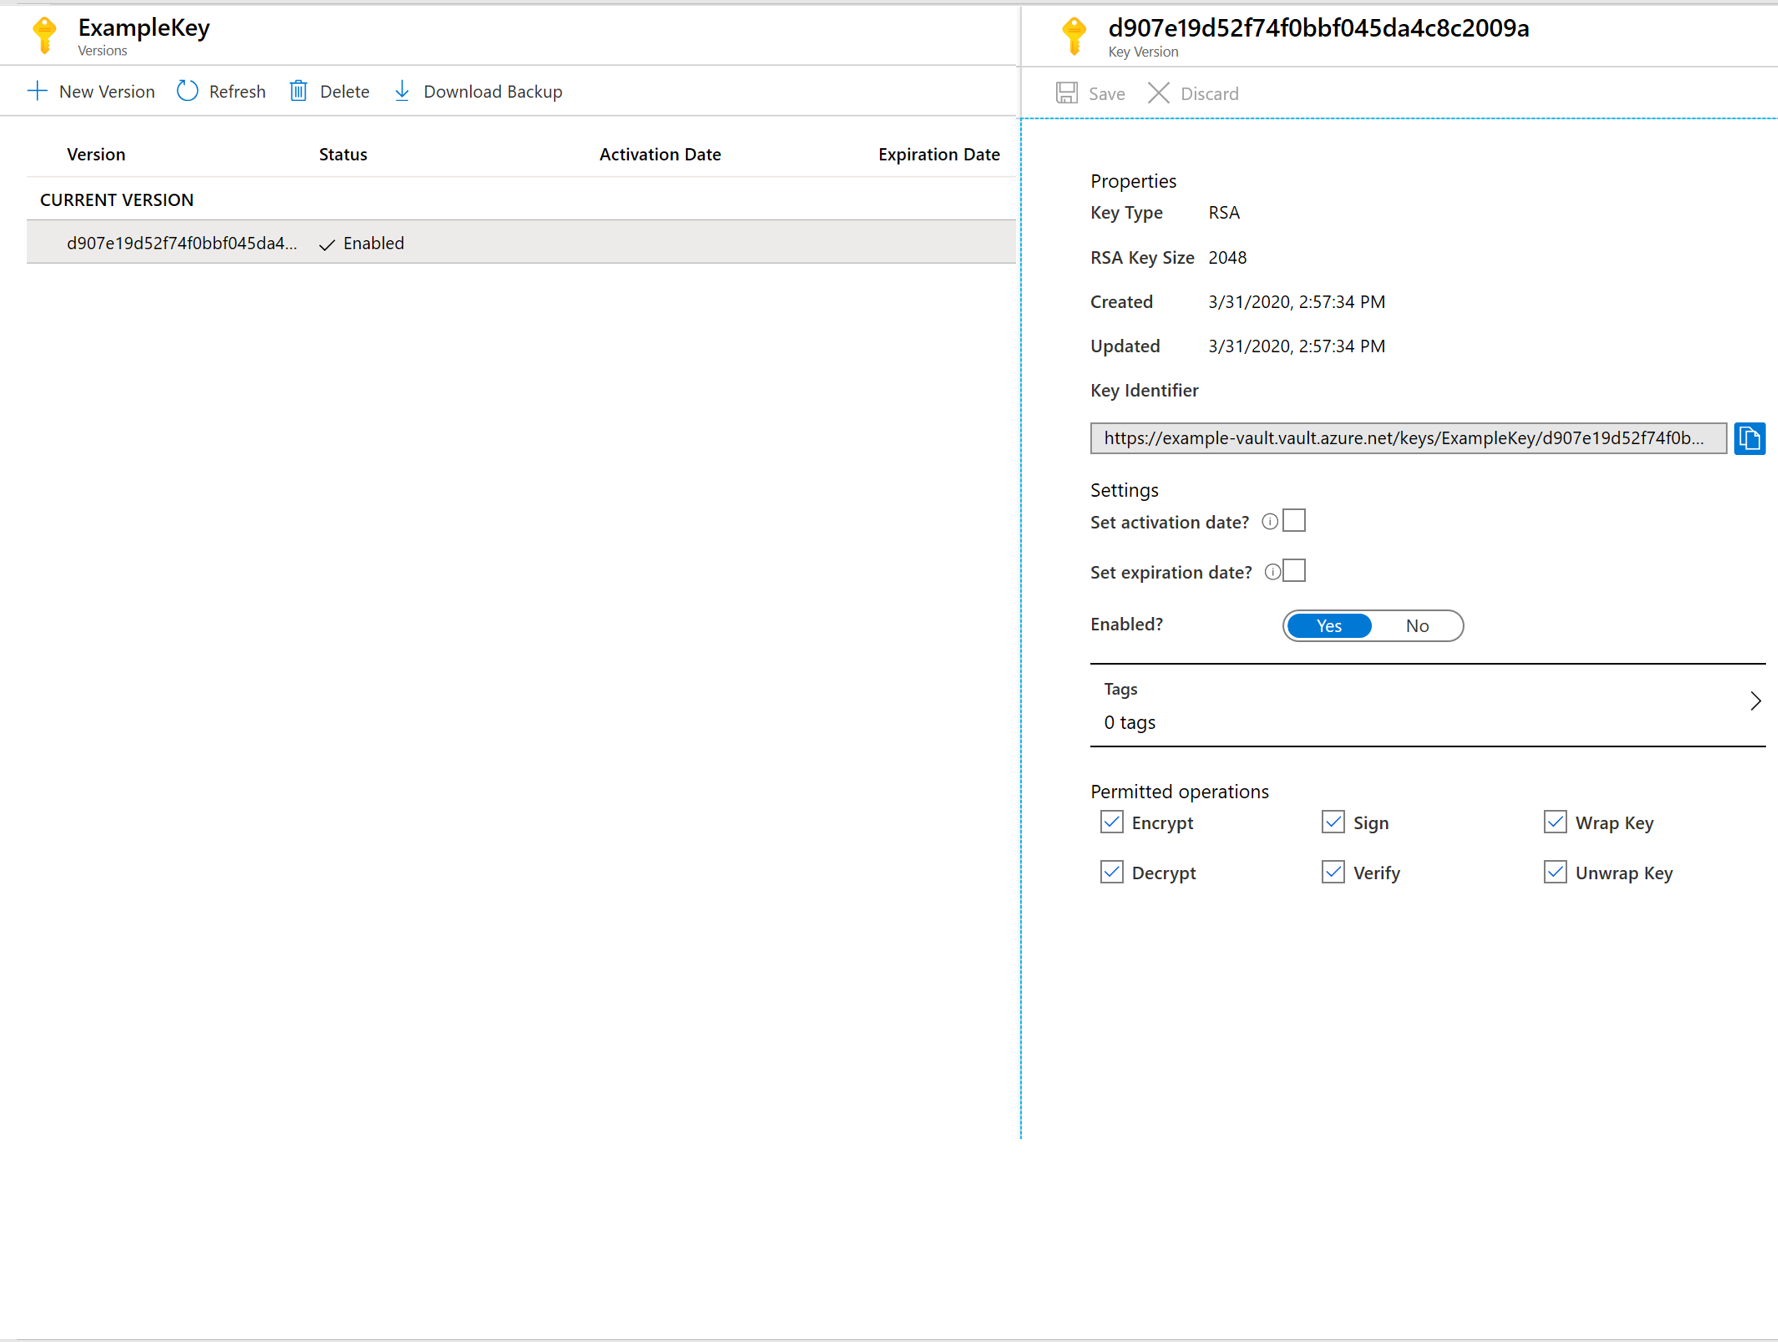 ExampleKey
Versions
New Version Refresh Delete Download Backup
Version Status Activation Date Expiration Date
CURRENT VERSION
d907e19d52f74f0bbf045da4... Enabled
d907e19d52f74f0bbf045da4c8c2009a
Key Version
Save Discard
Properties
Key Type RSA
RSA Key Size 2048
Created 3/31/2020, 2:57:34 PM
Updated 3/31/2020, 2:57:34 PM
Key Identifier
https://example-vault.vault.azure.net/keys/ExampleKey/d907e19d52f74f0b...
Settings
Set activation date?
Set expiration date?
Enabled? Yes No
Tags
0 tags
Permitted operations
Encrypt Sign Wrap Key
Decrypt Verify Unwrap Key